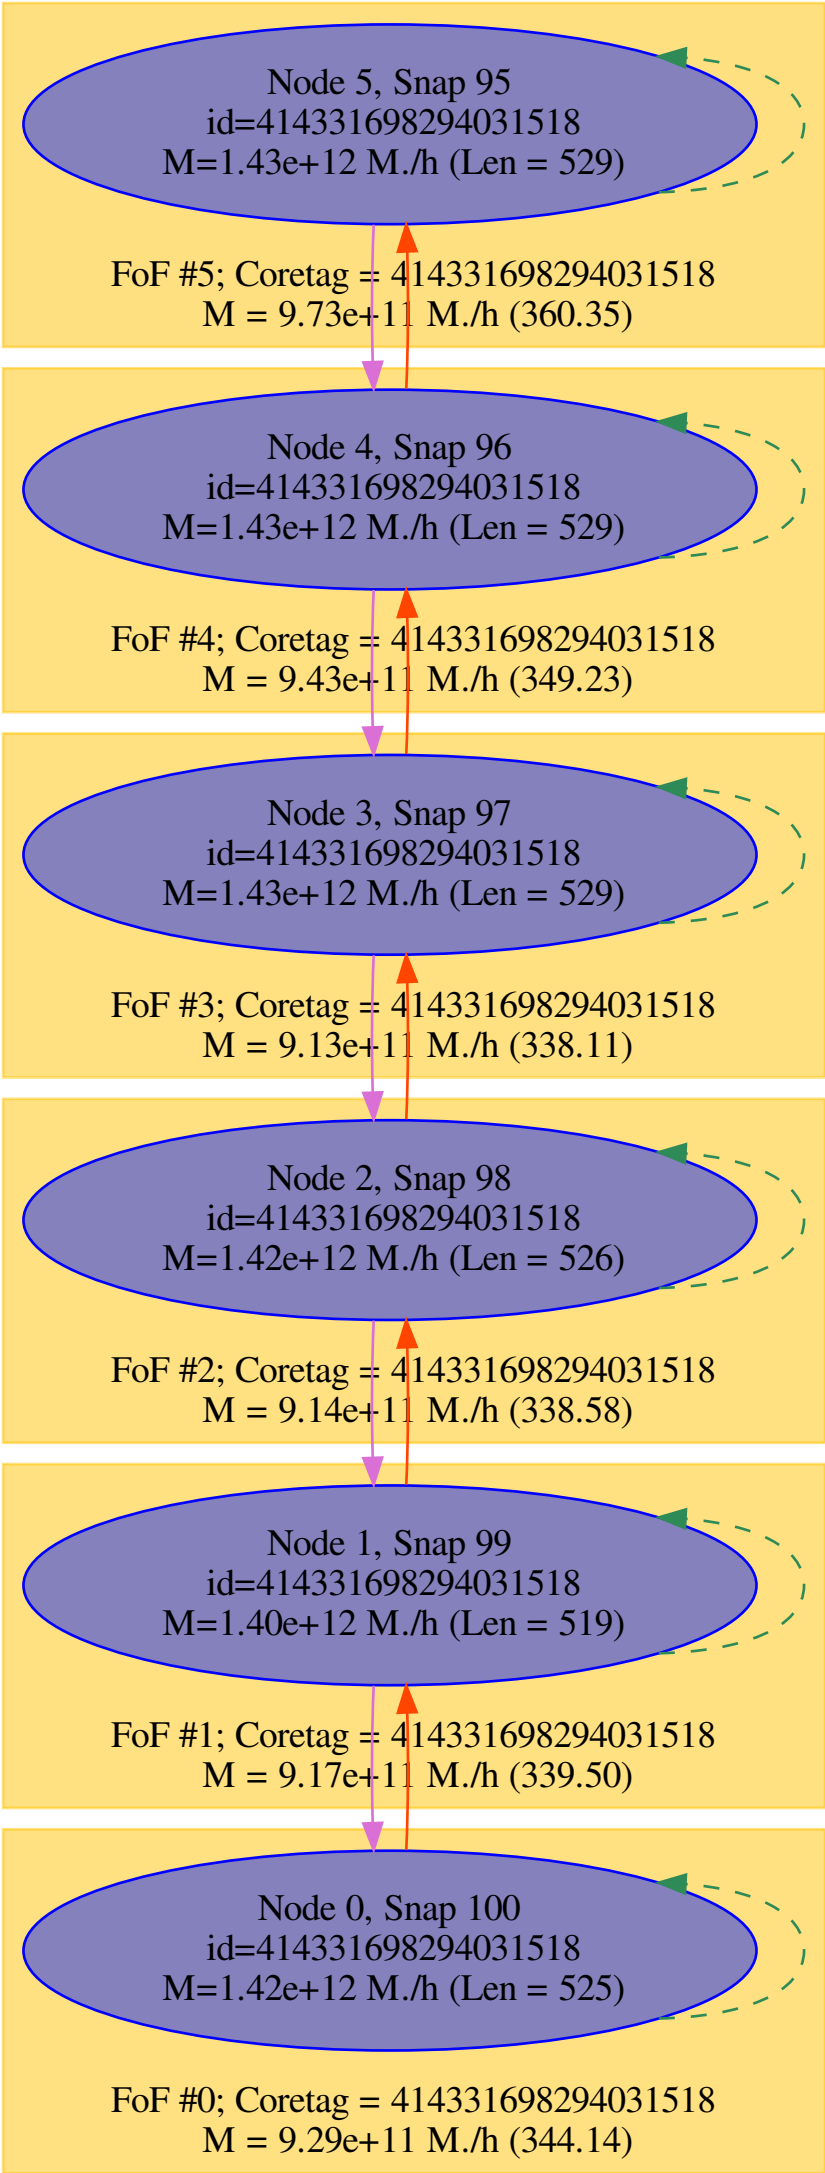 Node 5, Snap 95
id=414331698294031518
M=1.43e+12 M./h (Len = 529)
FoF #5; Coretag = 414331698294031518
M = 9.73e+11 M./h (360.35)
Node 4, Snap 96
id=414331698294031518
M=1.43e+12 M./h (Len = 529)
FoF #4; Coretag = 414331698294031518
M = 9.43e+11 M./h (349.23)
Node 3, Snap 97
id=414331698294031518
M=1.43e+12 M./h (Len = 529)
FoF #3; Coretag = 414331698294031518
M = 9.13e+11 M./h (338.11)
Node 2, Snap 98
id=414331698294031518
M=1.42e+12 M./h (Len = 526)
FoF #2; Coretag = 414331698294031518
M = 9.14e+11 M./h (338.58)
Node 1, Snap 99
id=414331698294031518
M=1.40e+12 M./h (Len = 519)
FoF #1; Coretag = 414331698294031518
M = 9.17e+11 M./h (339.50)
Node 0, Snap 100
id=414331698294031518
M=1.42e+12 M./h (Len = 525)
FoF #0; Coretag = 414331698294031518
M = 9.29e+11 M./h (344.14)